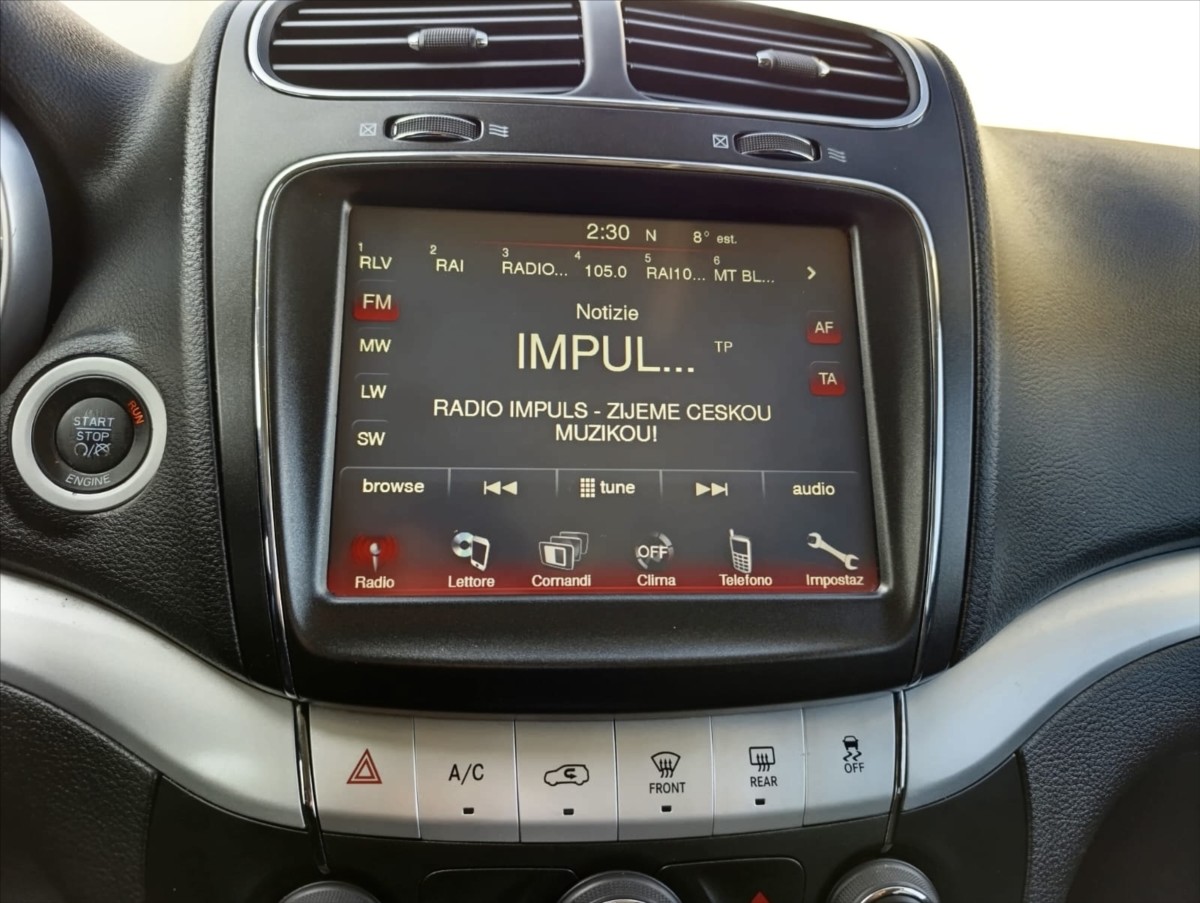 2:30 N 8° est.
1 RLV 2 RAI 3 RADIO... 4 105.0 5 RAI10... 6 MT BL...
FM
Notizie
AF
MW
IMPUL...
TP
TA
LW
RADIO IMPULS - ZIJEME CESKOU
MUZIKOU!
SW
browse tune audio
Radio Lettore Comandi Clima Telefono Impostaz
OFF
RUN
START
STOP
ENGINE
A/C
FRONT
REAR
OFF